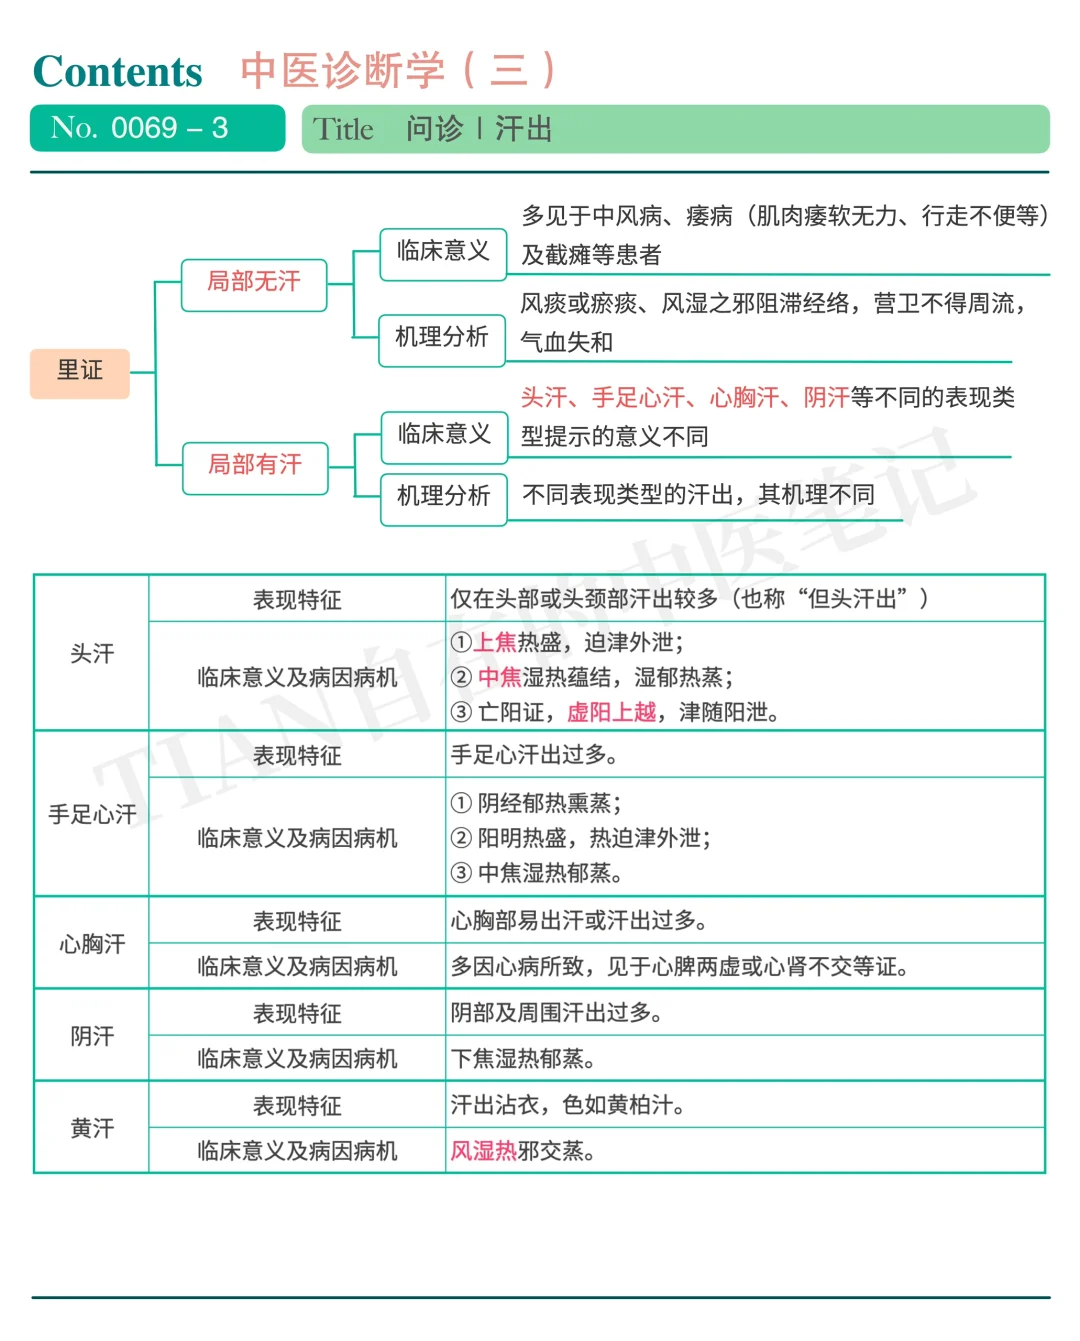 Contents 中医诊断学（三）
No. 0069 – 3
Title 问诊丨汗出
里证
局部无汗
临床意义
多见于中风病、痿病（肌肉痿软无力、行走不便等）
及截瘫等患者
机理分析
风痰或瘀痰、风湿之邪阻滞经络，营卫不得周流，
气血失和
局部有汗
临床意义
头汗、手足心汗、心胸汗、阴汗等不同的表现类
型提示的意义不同
机理分析
不同表现类型的汗出，其机理不同
头汗
表现特征
仅在头部或头颈部汗出较多（也称“但头汗出”）
临床意义及病因病机
①上焦热盛，迫津外泄；
② 中焦湿热蕴结，湿郁热蒸；
③ 亡阳证，虚阳上越，津随阳泄。
手足心汗
表现特征
手足心汗出过多。
临床意义及病因病机
① 阴经郁热熏蒸；
② 阳明热盛，热迫津外泄；
③ 中焦湿热郁蒸。
心胸汗
表现特征
心胸部易出汗或汗出过多。
临床意义及病因病机
多因心病所致，见于心脾两虚或心肾不交等证。
阴汗
表现特征
阴部及周围汗出过多。
临床意义及病因病机
下焦湿热郁蒸。
黄汗
表现特征
汗出沾衣，色如黄柏汁。
临床意义及病因病机
风湿热邪交蒸。
TIAN自在的中医笔记